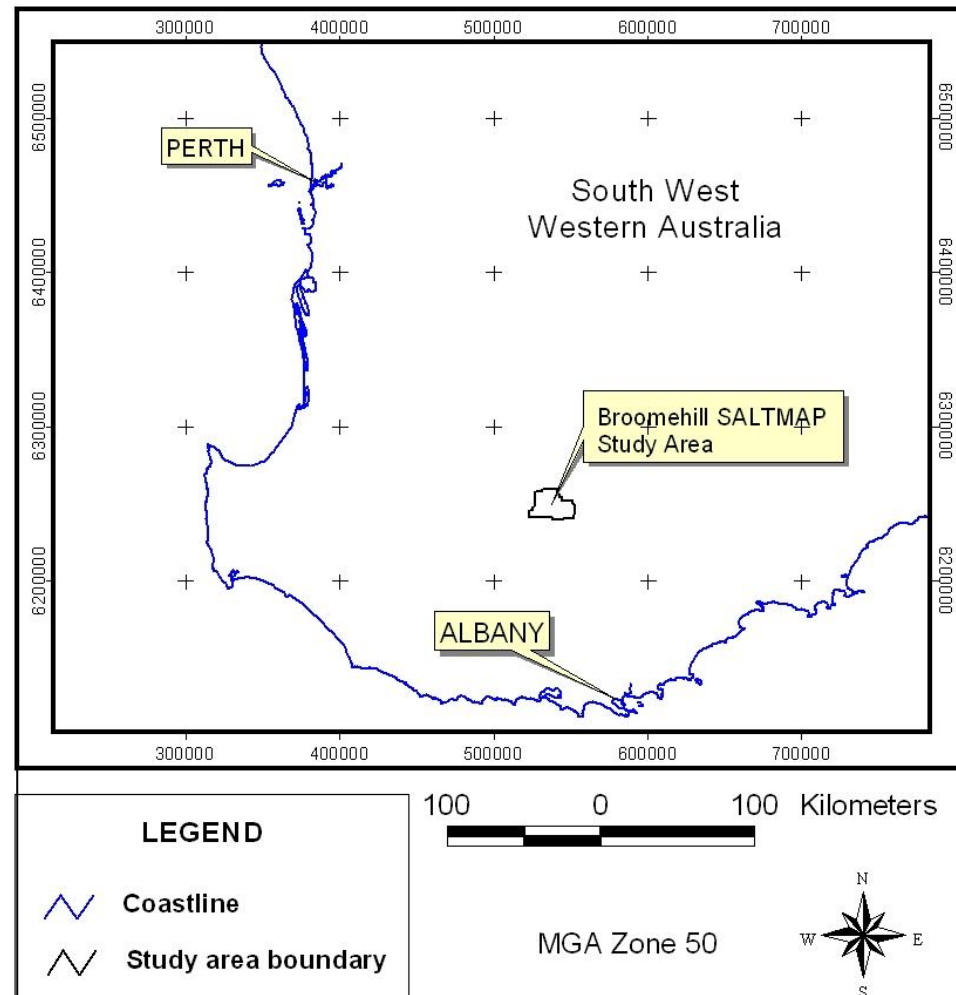 300000 400000 500000 600000 700000
6500000 6500000
PERTH
South West
Western Australia
6400000 6400000
Broomehill SALTMAP
Study Area
6300000 6300000
6200000 6200000
ALBANY
300000 400000 500000 600000 700000
LEGEND
Coastline
Study area boundary
100 0 100 Kilometers
MGA Zone 50
N
W E
S